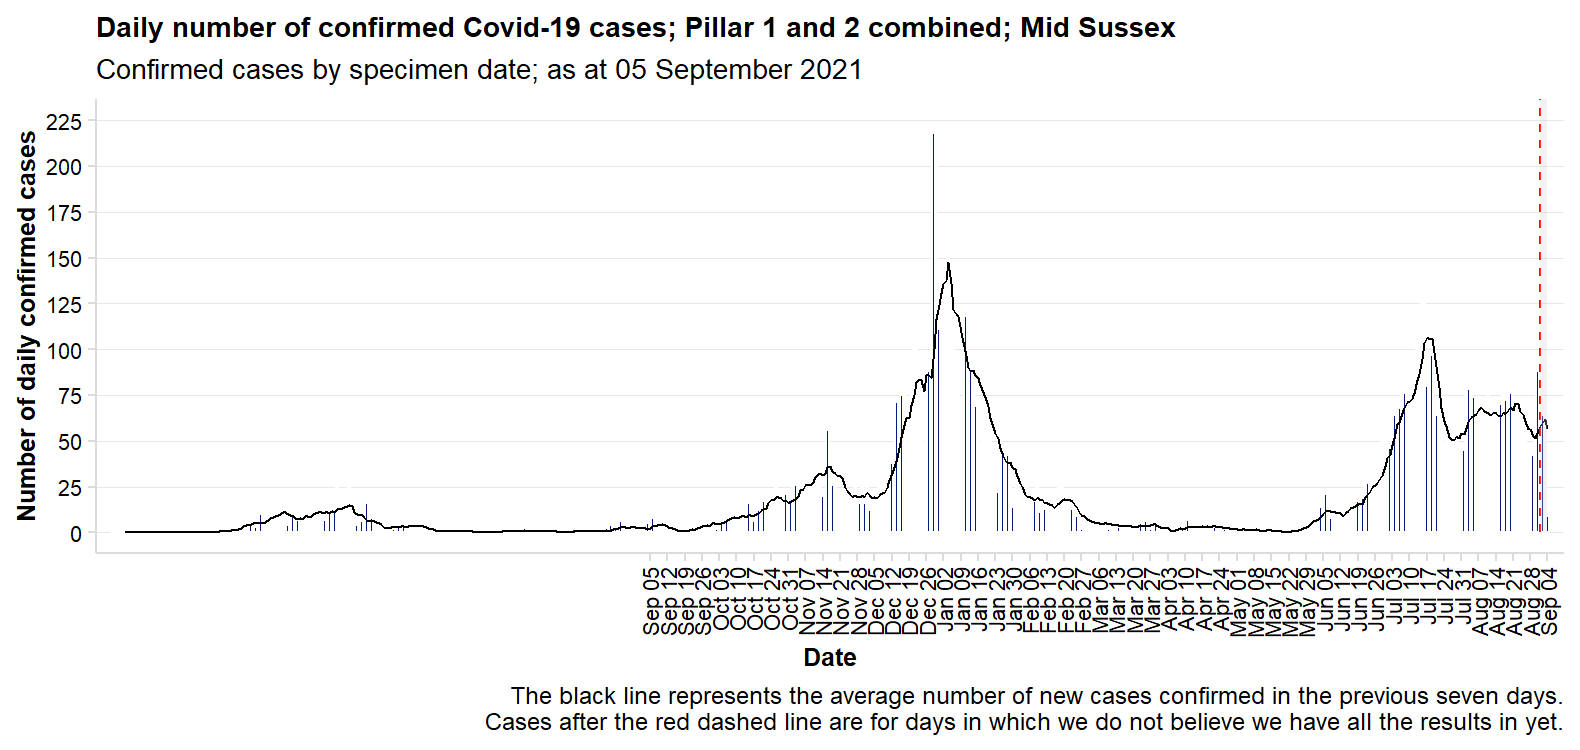 Daily number of confirmed Covid-19 cases; Pillar 1 and 2 combined; Mid Sussex
Confirmed cases by specimen date; as at 05 September 2021
Number of daily confirmed cases
225
200
175
150
125
100
75
50
25
0
Sep 05
Sep 12
Sep 19
Sep 26
Oct 03
Oct 10
Oct 17
Oct 24
Oct 31
Nov 07
Nov 14
Nov 21
Nov 28
Dec 05
Dec 12
Dec 19
Dec 26
Jan 02
Jan 09
Jan 16
Jan 23
Jan 30
Feb 06
Feb 13
Feb 20
Feb 27
Mar 06
Mar 13
Mar 20
Mar 27
Apr 03
Apr 10
Apr 17
Apr 24
May 01
May 08
May 15
May 22
May 29
Jun 05
Jun 12
Jun 19
Jun 26
Jul 03
Jul 10
Jul 17
Jul 24
Jul 31
Aug 07
Aug 14
Aug 21
Aug 28
Sep 04
Date
The black line represents the average number of new cases confirmed in the previous seven days.
Cases after the red dashed line are for days in which we do not believe we have all the results in yet.